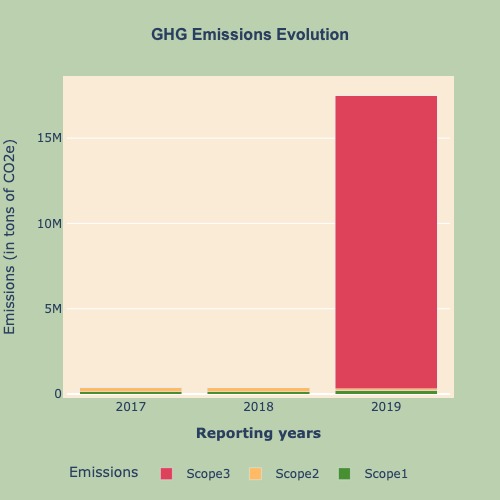 GHG Emissions Evolution
Emissions (in tons of CO2e)
15M
10M
5M
0
2017 2018 2019
Reporting years
Emissions Scope3 Scope2 Scope1